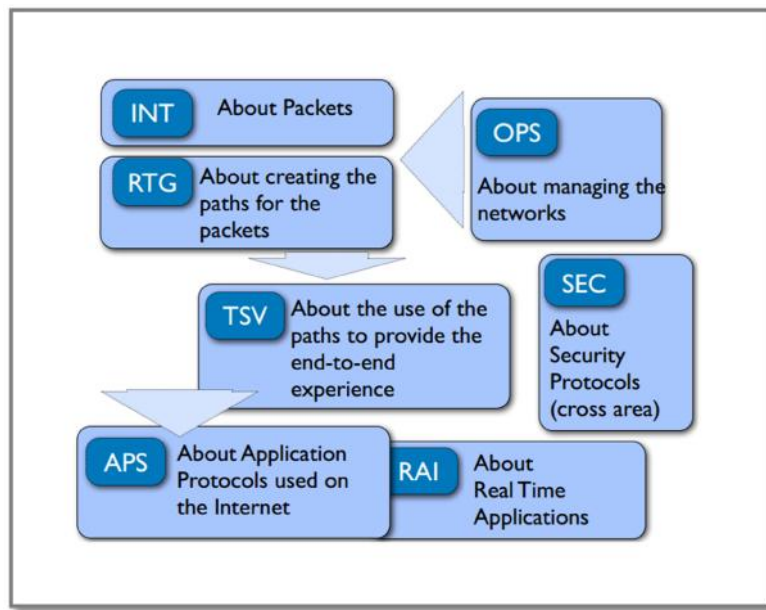 INT
About Packets
RTG
About creating the
paths for the
packets
OPS
About managing the
networks
TSV
About the use of the
paths to provide the
end-to-end
experience
SEC
About
Security
Protocols
(cross area)
APS
About Application
Protocols used on
the Internet
RAI
About
Real Time
Applications